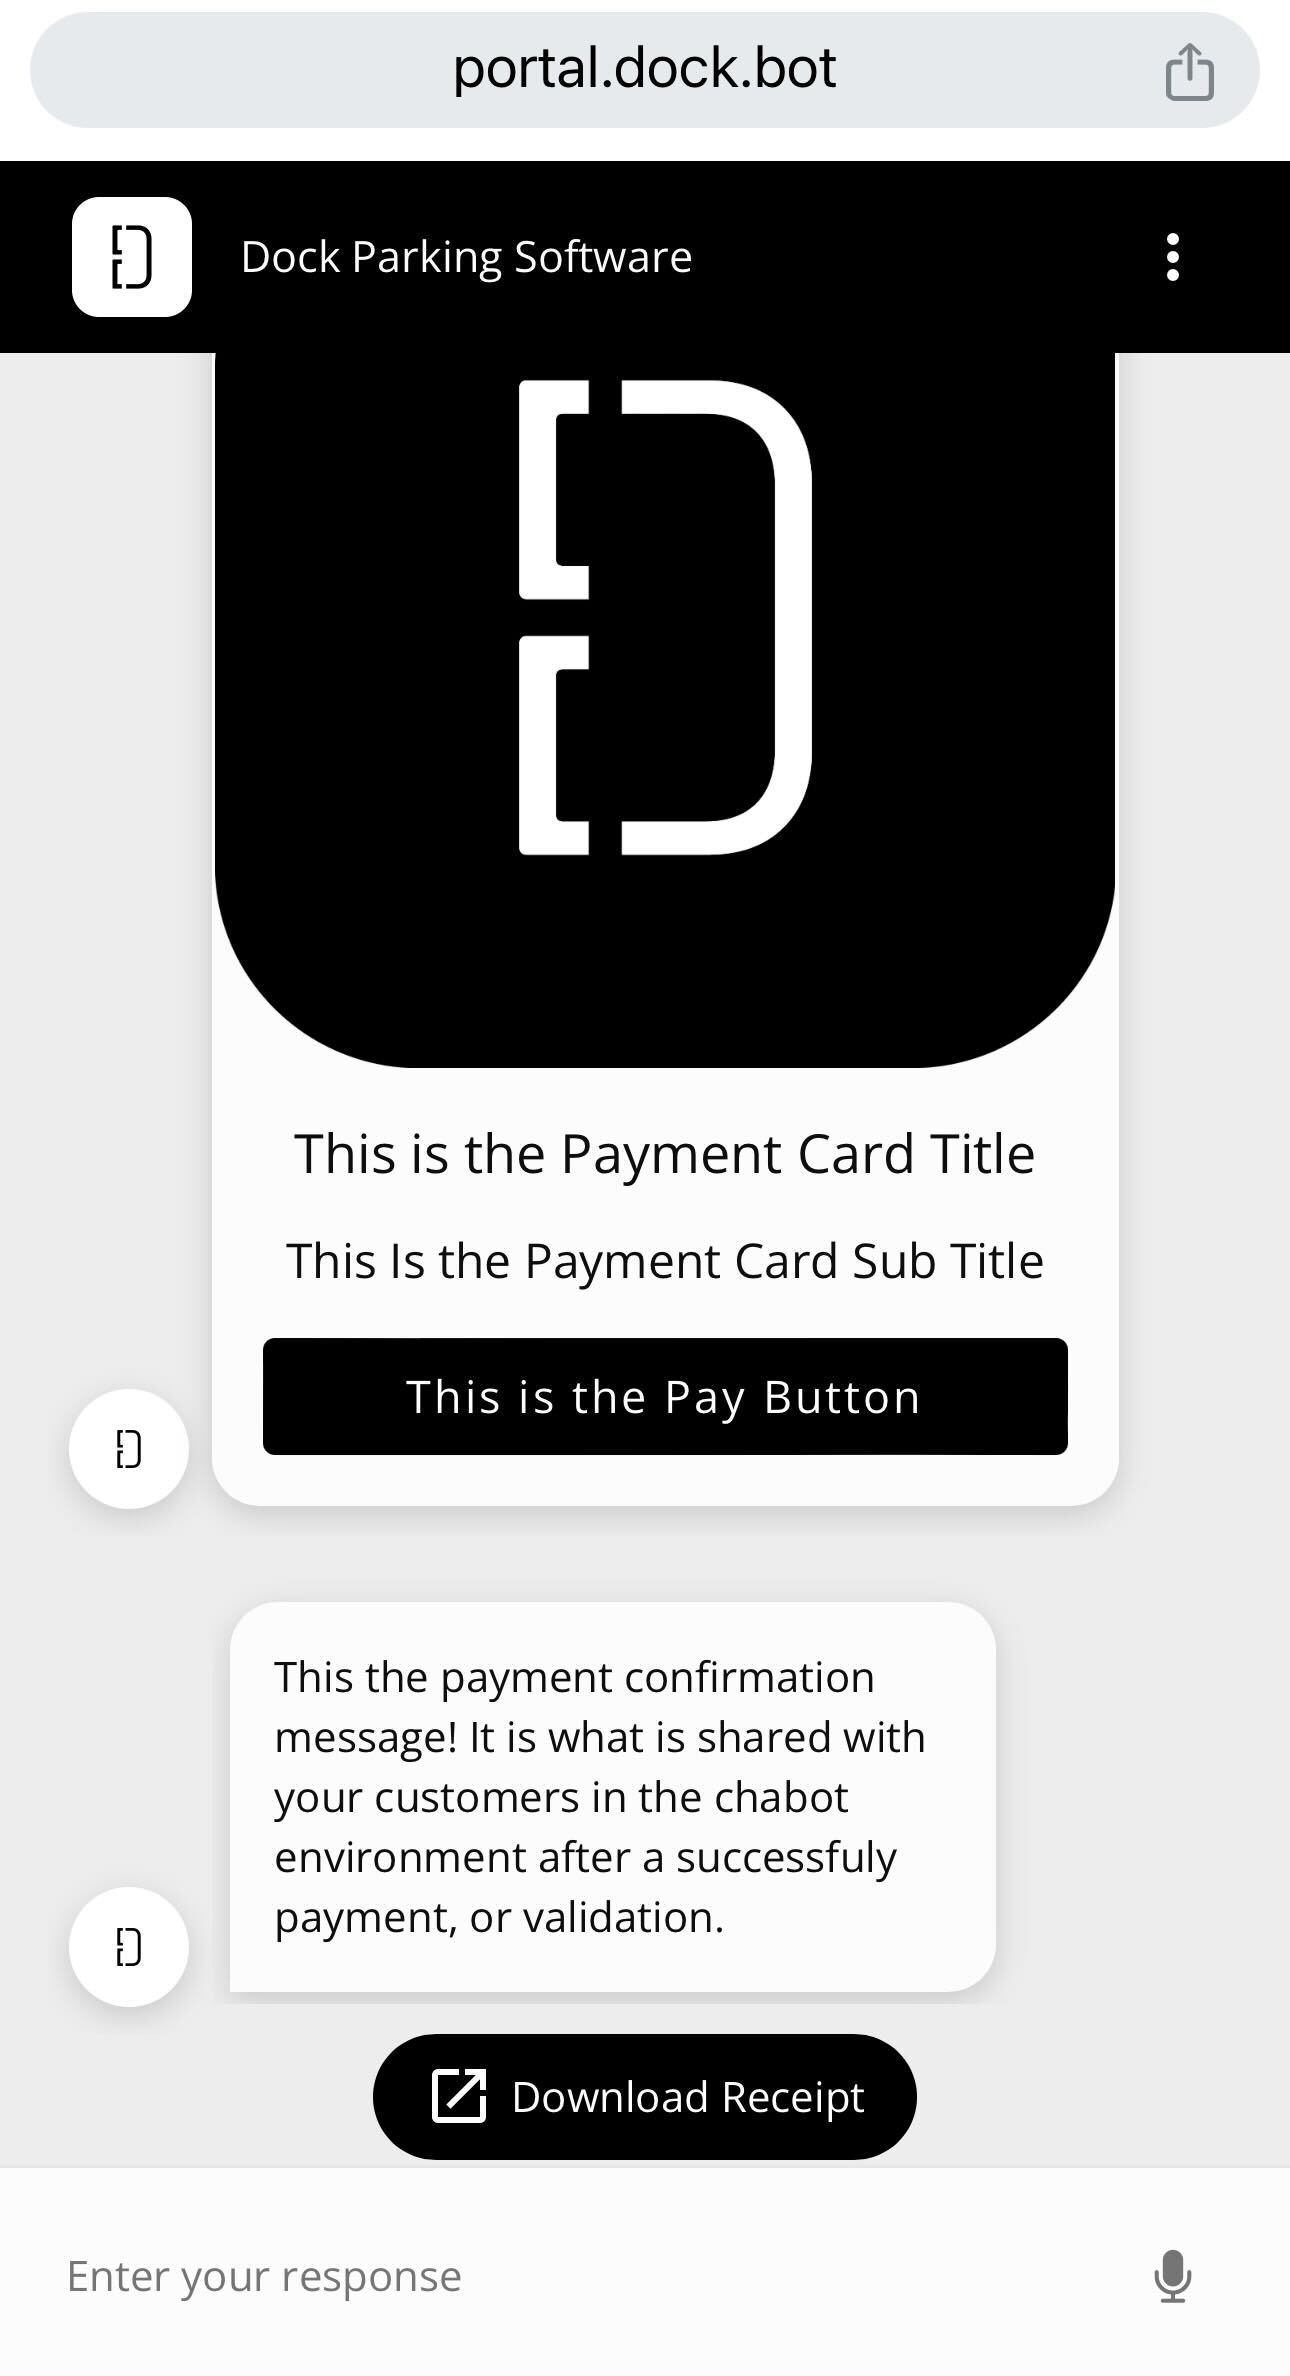 portal.dock.bot
Dock Parking Software
This is the Payment Card Title
This Is the Payment Card Sub Title
This is the Pay Button
This the payment confirmation
message! It is what is shared with
your customers in the chabot
environment after a successfuly
payment, or validation.
Download Receipt
Enter your response